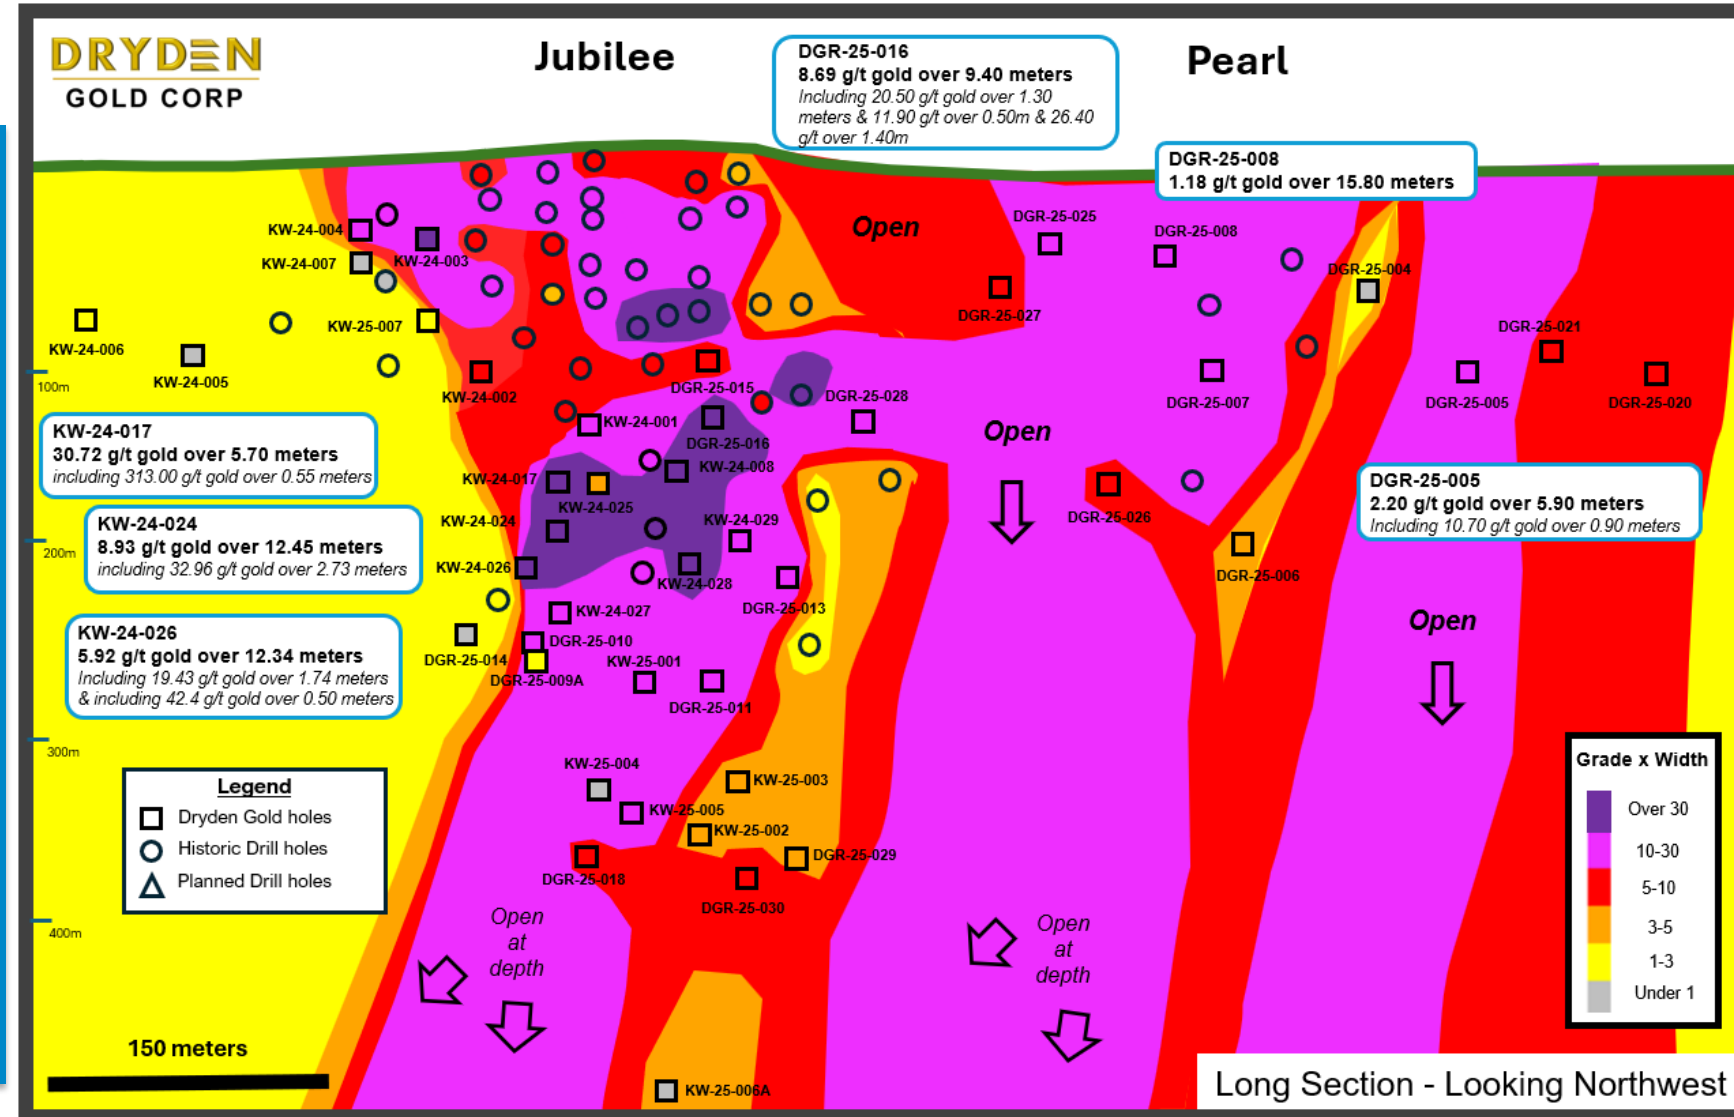 DRYDEN
GOLD CORP
Jubilee
Pearl
DGR-25-016
8.69 g/t gold over 9.40 meters
Including 20.50 g/t gold over 1.30
meters & 11.90 g/t over 0.50m & 26.40
g/t over 1.40m
DGR-25-008
1.18 g/t gold over 15.80 meters
KW-24-004
KW-24-007
KW-24-003
Open
DGR-25-025
DGR-25-008
DGR-25-004
DGR-25-027
KW-25-007
KW-24-006
KW-24-005
DGR-25-021
100m
KW-24-002
DGR-25-015
DGR-25-028
DGR-25-007
DGR-25-005
DGR-25-020
KW-24-001
DGR-25-016
Open
KW-24-017
30.72 g/t gold over 5.70 meters
including 313.00 g/t gold over 0.55 meters
KW-24-008
KW-24-017
KW-24-025
KW-24-024
KW-24-029
DGR-25-026
DGR-25-005
2.20 g/t gold over 5.90 meters
Including 10.70 g/t gold over 0.90 meters
KW-24-024
8.93 g/t gold over 12.45 meters
including 32.96 g/t gold over 2.73 meters
200m
KW-24-026
KW-24-028
DGR-25-006
DGR-25-013
KW-24-027
Open
KW-24-026
5.92 g/t gold over 12.34 meters
Including 19.43 g/t gold over 1.74 meters
& including 42.4 g/t gold over 0.50 meters
DGR-25-010
DGR-25-014
KW-25-001
DGR-25-009A
DGR-25-011
300m
KW-25-004
KW-25-003
KW-25-005
KW-25-002
DGR-25-029
DGR-25-018
DGR-25-030
Legend
Dryden Gold holes
Historic Drill holes
Planned Drill holes
Grade x Width
Over 30
10-30
5-10
3-5
1-3
Under 1
400m
Open
at
depth
Open
at
depth
150 meters
KW-25-006A
Long Section - Looking Northwest